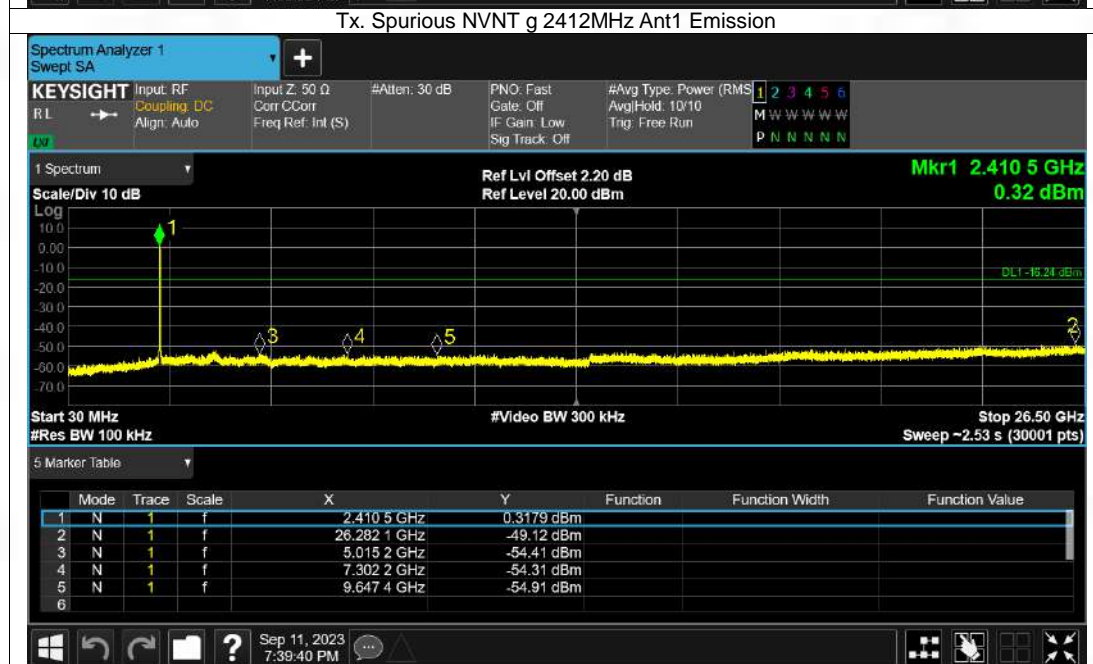 Tx. Spurious NVNT g 2412MHz Ant1 Emission
Spectrum Analyzer 1
Swept SA
+
KEYSIGHT
RL
LXI
Input: RF
Coupling: DC
Align: Auto
Input Z: 50 Ω
Corr CCorr
Freq Ref: Int (S)
#Atten: 30 dB
PNO: Fast
Gate: Off
IF Gain: Low
Sig Track: Off
#Avg Type: Power (RMS
Avg|Hold: 10/10
Trig: Free Run
1 2 3 4 5 6
M W W W W W
P N N N N N
1 Spectrum
Scale/Div 10 dB
Ref Lvl Offset 2.20 dB
Ref Level 20.00 dBm
Mkr1 2.410 5 GHz
0.32 dBm
Log
10.0
0.00
-10.0
-20.0
-30.0
-40.0
-50.0
-60.0
-70.0
1
DL1 -16.24 dBm
3
4
5
2
Start 30 MHz
#Res BW 100 kHz
#Video BW 300 kHz
Stop 26.50 GHz
Sweep ~2.53 s (30001 pts)
5 Marker Table
Mode Trace Scale X Y Function Function Width Function Value
1 N 1 f 2.410 5 GHz 0.3179 dBm
2 N 1 f 26.282 1 GHz -49.12 dBm
3 N 1 f 5.015 2 GHz -54.41 dBm
4 N 1 f 7.302 2 GHz -54.31 dBm
5 N 1 f 9.647 4 GHz -54.91 dBm
6
?
Sep 11, 2023
7:39:40 PM